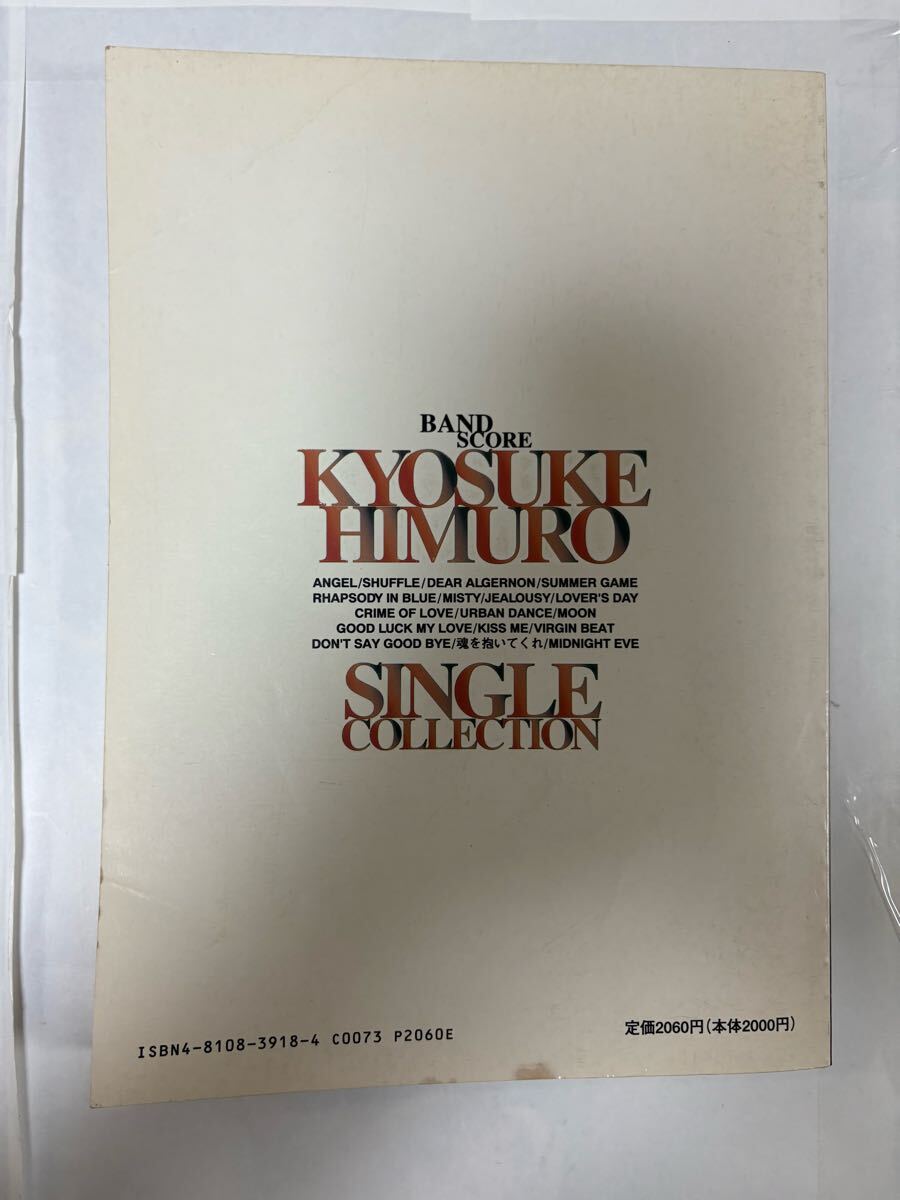 BAND
SCORE
KYOSUKE
HIMURO
ANGEL/SHUFFLE/DEAR ALGERNON/SUMMER GAME
RHAPSODY IN BLUE/MISTY/JEALOUSY/LOVER'S DAY
CRIME OF LOVE/URBAN DANCE/MOON
GOOD LUCK MY LOVE/KISS ME/VIRGIN BEAT
DON'T SAY GOOD BYE/魂を抱いてくれ/MIDNIGHT EVE
SINGLE
COLLECTION
ISBN4-8108-3918-4 C0073 P2060E
定価2060円(本体2000円)